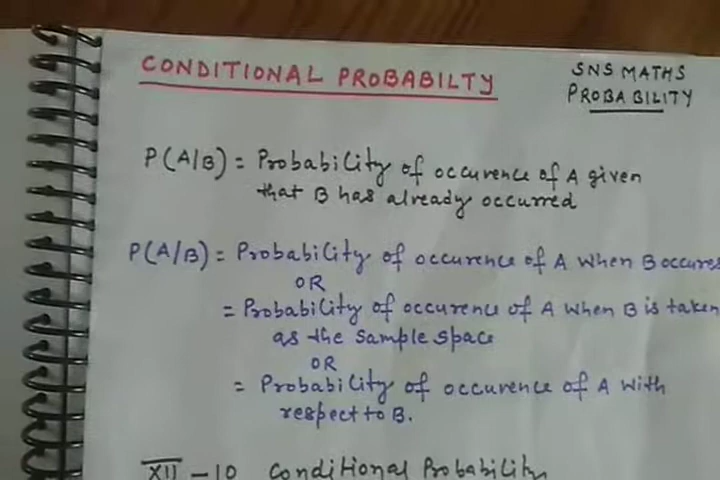 CONDITIONAL PROBABILTY
SNS MATHS
PROBABILITY
P(A/B) = Probability of occurence of A given
that B has already occurred
P(A/B) = Probability of occurence of A when B occures
OR
= Probability of occurence of A when B is taken
as the sample space
OR
= Probability of occurence of A with
respect to B.
XII - 10 Conditional Probability